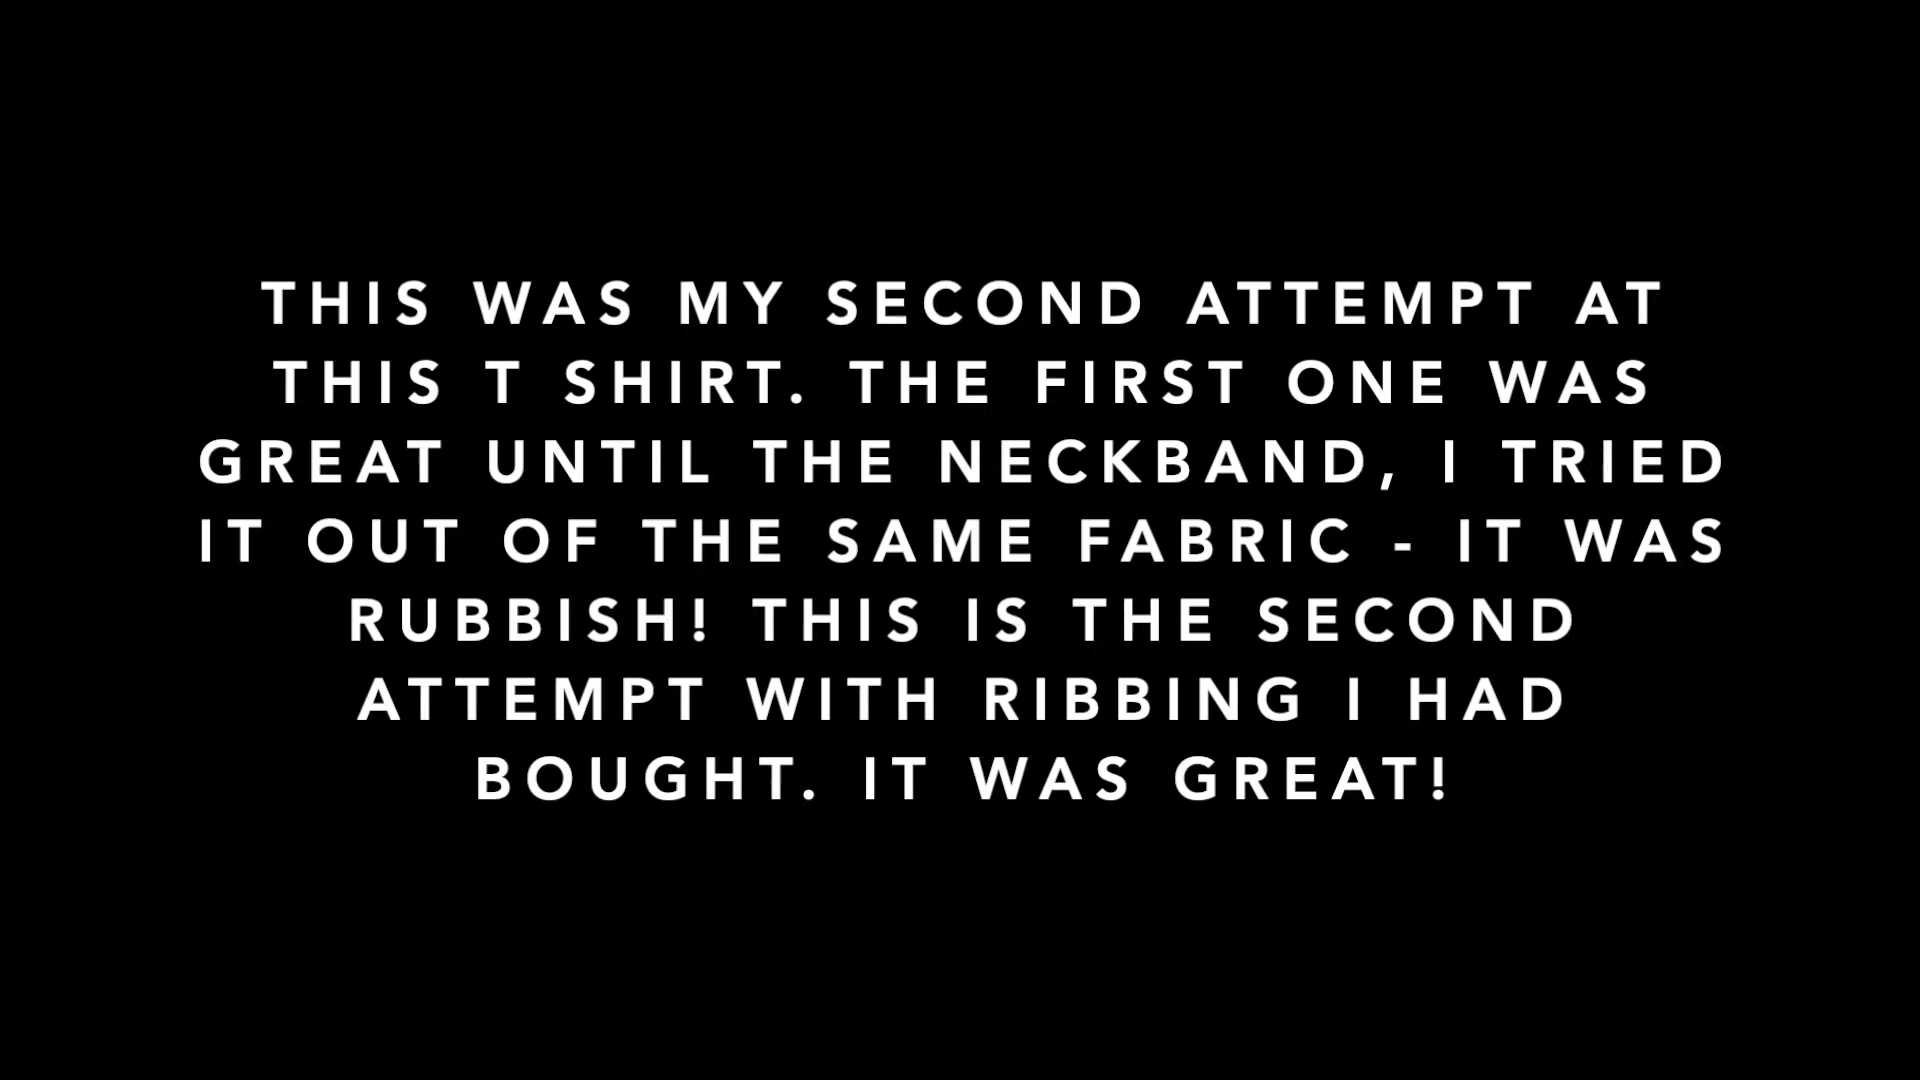 THIS WAS MY SECOND ATTEMPT AT
THIS T SHIRT. THE FIRST ONE WAS
GREAT UNTIL THE NECKBAND, I TRIED
IT OUT OF THE SAME FABRIC - IT WAS
RUBBISH! THIS IS THE SECOND
ATTEMPT WITH RIBBING I HAD
BOUGHT. IT WAS GREAT!